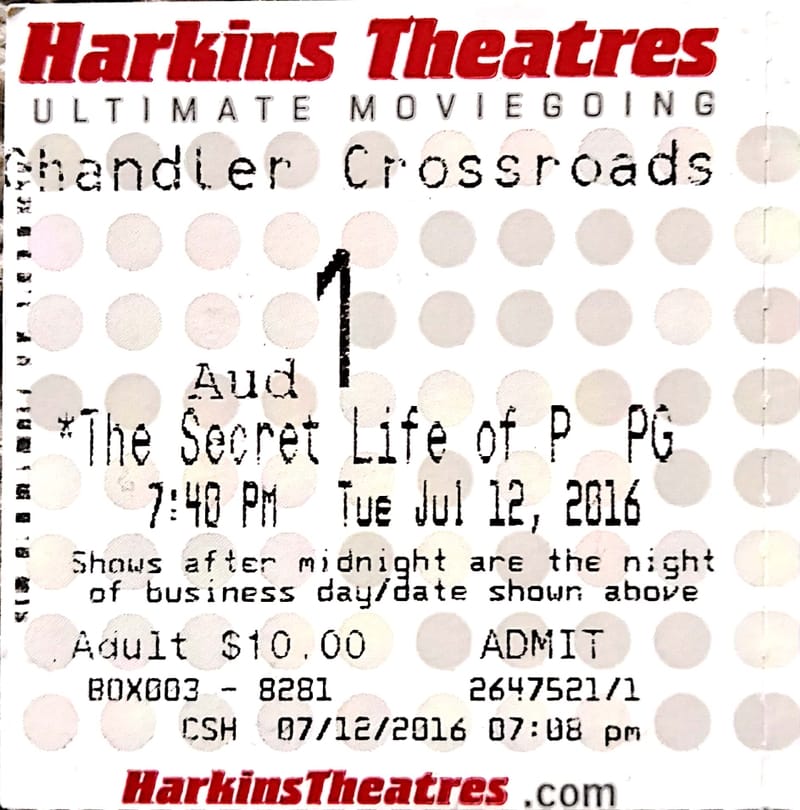 Harkins Theatres
ULTIMATE MOVIEGOING
Chandler Crossroads
Aud 1
*The Secret Life of P PG
7:40 PM Tue Jul 12, 2016
Shows after midnight are the night
of business day/date shown above
Adult $10.00 ADMIT
BOX003 - 8281 2647521/1
CSH 07/12/2016 07:08 pm
HarkinsTheatres.com